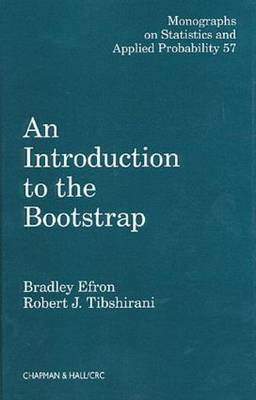 Monographs
on Statistics and
Applied Probability 57
An
Introduction
to the
Bootstrap
Bradley Efron
Robert J. Tibshirani
CHAPMAN & HALL/CRC